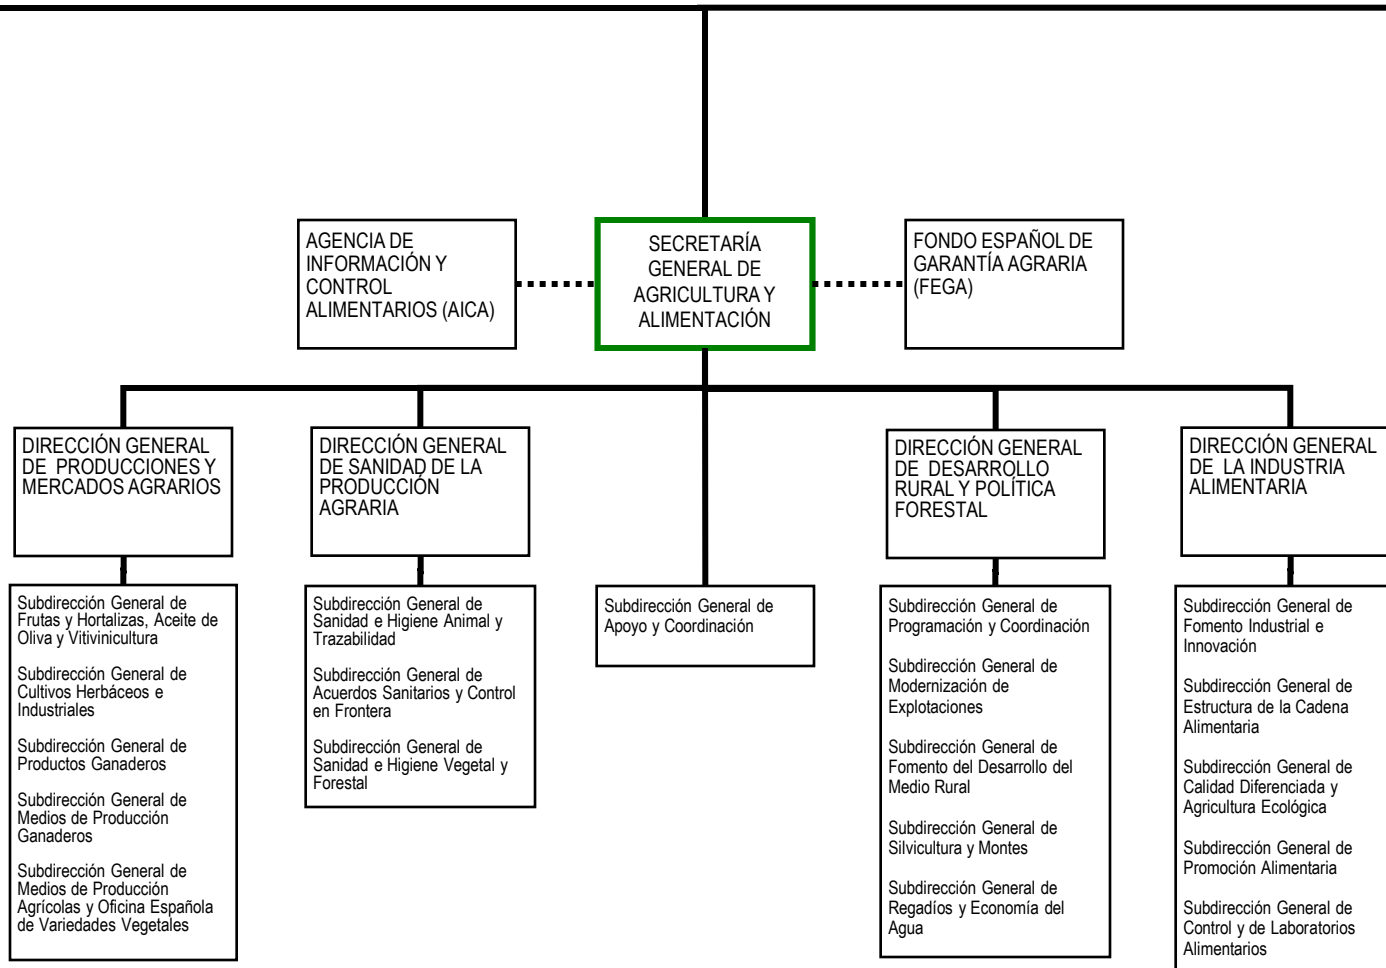 AGENCIA DE
INFORMACIÓN Y
CONTROL
ALIMENTARIOS (AICA)
SECRETARÍA
GENERAL DE
AGRICULTURA Y
ALIMENTACIÓN
FONDO ESPAÑOL DE
GARANTÍA AGRARIA
(FEGA)
DIRECCIÓN GENERAL
DE PRODUCCIONES Y
MERCADOS AGRARIOS
DIRECCIÓN GENERAL
DE SANIDAD DE LA
PRODUCCIÓN
AGRARIA
DIRECCIÓN GENERAL
DE DESARROLLO
RURAL Y POLÍTICA
FORESTAL
DIRECCIÓN GENERAL
DE LA INDUSTRIA
ALIMENTARIA
Subdirección General de
Frutas y Hortalizas, Aceite de
Oliva y Vitivinicultura
Subdirección General de
Cultivos Herbáceos e
Industriales
Subdirección General de
Productos Ganaderos
Subdirección General de
Medios de Producción
Ganaderos
Subdirección General de
Medios de Producción
Agrícolas y Oficina Española
de Variedades Vegetales
Subdirección General de
Sanidad e Higiene Animal y
Trazabilidad
Subdirección General de
Acuerdos Sanitarios y Control
en Frontera
Subdirección General de
Sanidad e Higiene Vegetal y
Forestal
Subdirección General de
Apoyo y Coordinación
Subdirección General de
Programación y Coordinación
Subdirección General de
Modernización de
Explotaciones
Subdirección General de
Fomento del Desarrollo del
Medio Rural
Subdirección General de
Silvicultura y Montes
Subdirección General de
Regadíos y Economía del
Agua
Subdirección General de
Fomento Industrial e
Innovación
Subdirección General de
Estructura de la Cadena
Alimentaria
Subdirección General de
Calidad Diferenciada y
Agricultura Ecológica
Subdirección General de
Promoción Alimentaria
Subdirección General de
Control y de Laboratorios
Alimentarios